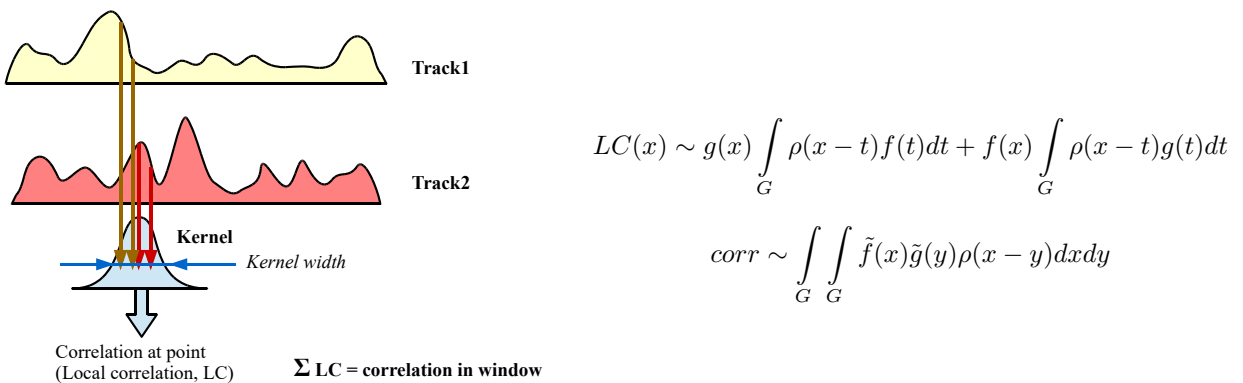 Track1
Track2
Kernel
Kernel width
Correlation at point
(Local correlation, LC)
Σ LC = correlation in window
LC(x) ∼ g(x) ∫_G ρ(x − t)f(t)dt + f(x) ∫_G ρ(x − t)g(t)dt
corr ∼ ∫_G ∫_G f̃(x)g̃(y)ρ(x − y)dxdy